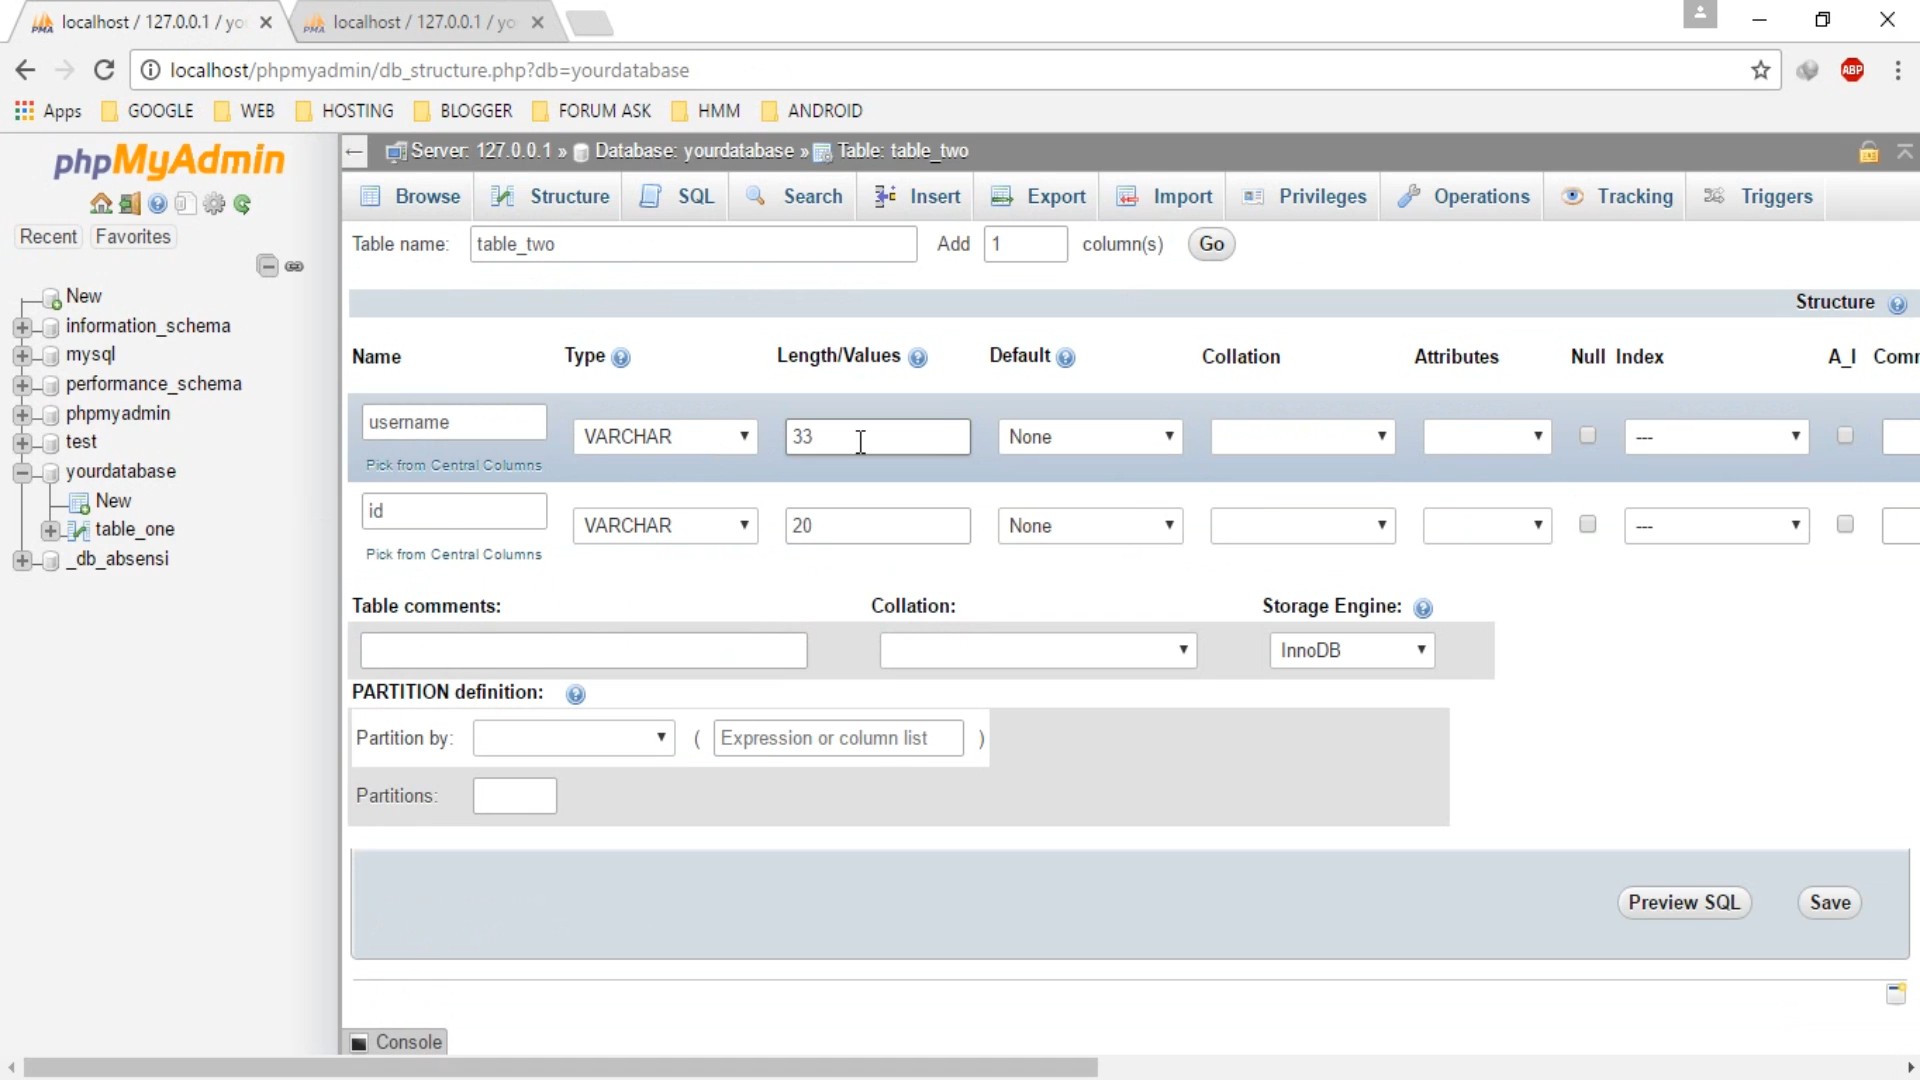 localhost / 127.0.0.1 / yo
localhost / 127.0.0.1 / yo
localhost/phpmyadmin/db_structure.php?db=yourdatabase
ABP
Apps GOOGLE WEB HOSTING BLOGGER FORUM ASK HMM ANDROID
phpMyAdmin
Recent Favorites
New
information_schema
mysql
performance_schema
phpmyadmin
test
yourdatabase
New
table_one
_db_absensi
Server: 127.0.0.1 » Database: yourdatabase » Table: table_two
Browse Structure SQL Search Insert Export Import Privileges Operations Tracking Triggers
Table name: table_two Add 1 column(s) Go
Structure
Name Type Length/Values Default Collation Attributes Null Index A_I Comm
username VARCHAR 33 None ---
Pick from Central Columns
id VARCHAR 20 None ---
Pick from Central Columns
Table comments: Collation: Storage Engine:
InnoDB
PARTITION definition:
Partition by: ( Expression or column list )
Partitions:
Preview SQL Save
Console